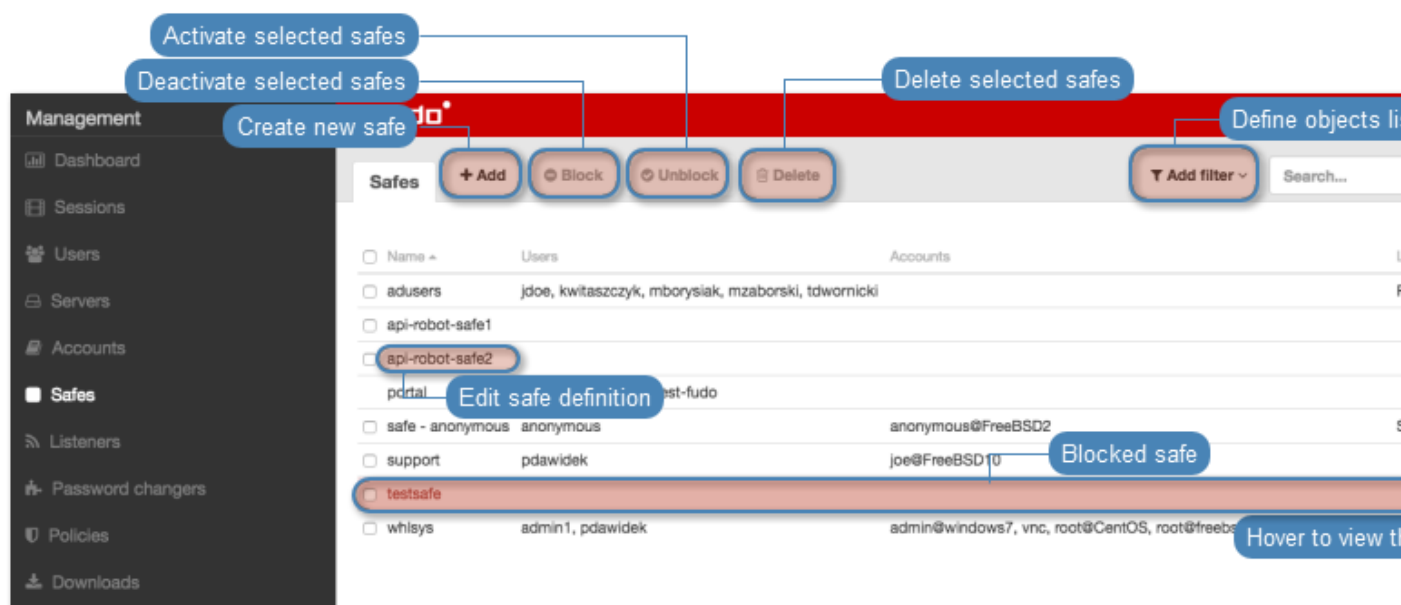 Activate selected safes
Deactivate selected safes
Delete selected safes
Management
Create new safe
do
Define objects lis
Dashboard
Safes
+ Add
Block
Unblock
Delete
Add filter
Search...
Sessions
Users
Name
Users
Accounts
adusers
jdoe, kwitaszczyk, mborysiak, mzaborski, tdwornicki
Servers
api-robot-safe1
Accounts
api-robot-safe2
Safes
portal
Edit safe definition
est-fudo
safe - anonymous
anonymous
anonymous@FreeBSD2
Listeners
support
pdawidek
joe@FreeBSD10
Blocked safe
Password changers
testsafe
whlsys
admin1, pdawidek
admin@windows7, vnc, root@CentOS, root@freebs
Hover to view th
Policies
Downloads